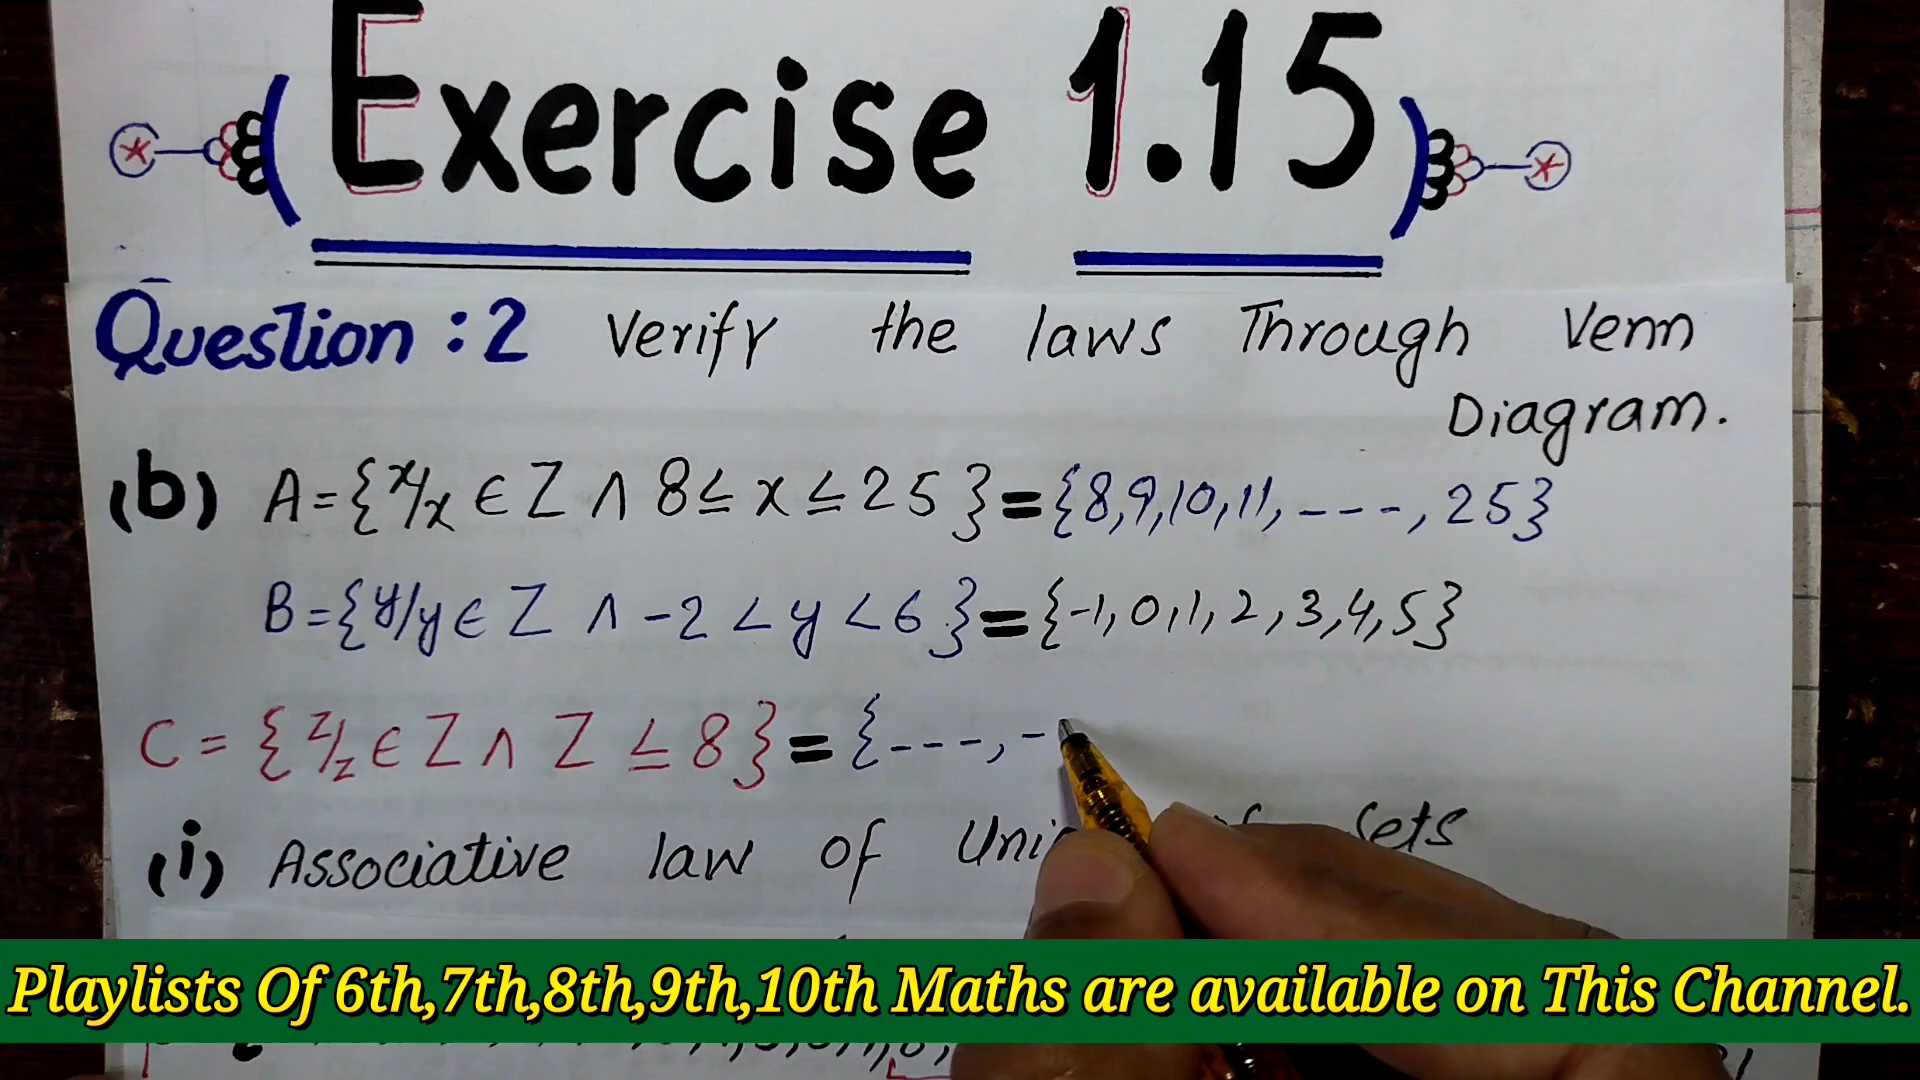 Exercise 1.15
Question : 2 Verify the laws Through Venn
Diagram.
(b) A={x/x ∈ Z ∧ 8≤ x ≤ 25}={8,9,10,11,----,25}
B={y/y ∈ Z ∧ -2 < y < 6}={-1,0,1,2,3,4,5}
C = {z/z ∈ Z ∧ Z ≤ 8}={----,-
(i) Associative law of Sets
Playlists Of 6th,7th,8th,9th,10th Maths are available on This Channel.